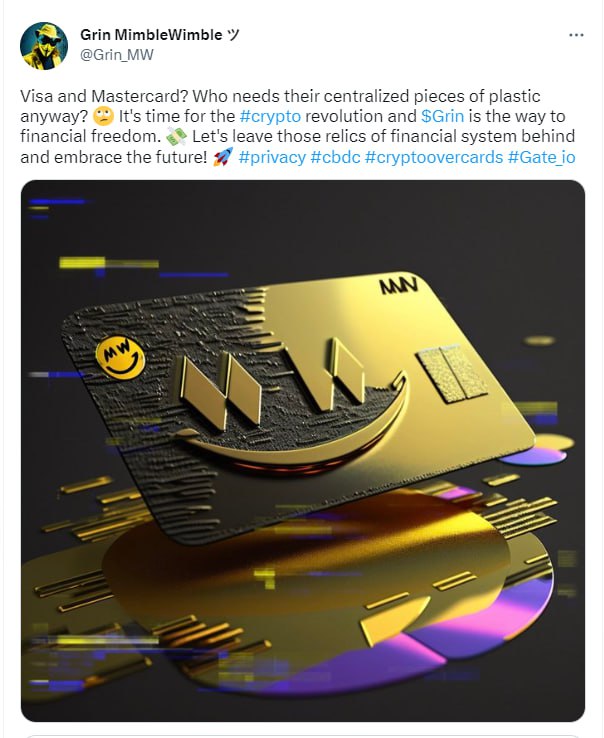 Grin MimbleWimble ツ
@Grin_MW
Visa and Mastercard? Who needs their centralized pieces of plastic
anyway? 🙄 It's time for the #crypto revolution and $Grin is the way to
financial freedom. 💸 Let's leave those relics of financial system behind
and embrace the future! 🚀 #privacy #cbdc #cryptoovercards #Gate_io
MW
MW
MW